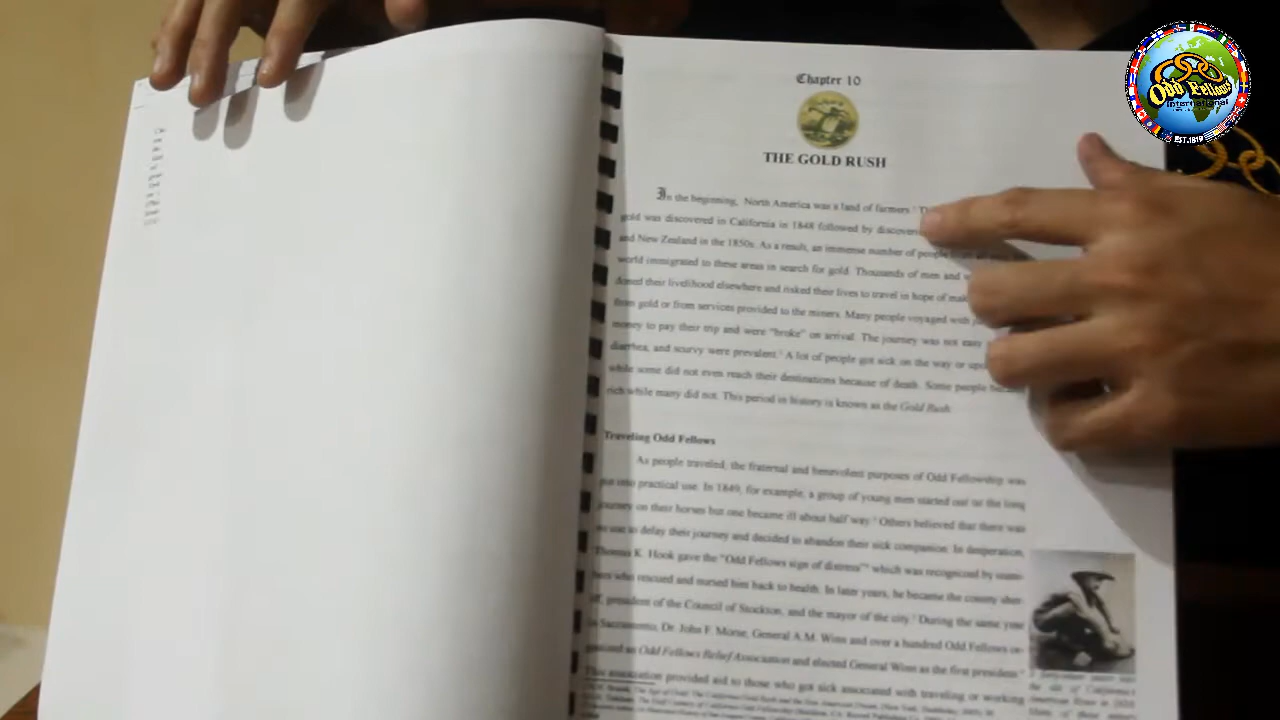 Chapter 10
THE GOLD RUSH
In the beginning, North America was a land of farmers.
gold was discovered in California in 1848 followed by
and New Zealand in the 1850s. As a result, an immense number of people
world immigrated to these areas in search for gold. Thousands of men and
doned their livelihood elsewhere and risked their lives to travel in hope of
from gold or from services provided to the miners. Many people voyaged with
money to pay their trip and were "broke" on arrival. The journey was not easy
diarrhea, and scurvy were prevalent. A lot of people got sick on the way or
while some did not even reach their destinations because of death. Some people
rich while many did not. This period in history is known as the Gold Rush.
Traveling Odd Fellows
As people traveled, the fraternal and benevolent purposes of Odd Fellowship was
put into practical use. In 1849, for example, a group of young men started out on the long
journey on their horses but one became ill about half way. Others believed that there was
no use to delay their journey and decided to abandon their sick companion. In desperation,
Thomas K. Hook gave the "Odd Fellows sign of distress" which was recognized by
who rescued and nursed him back to health. In later years, he became the county sher-
iff, president of the Council of Stockton, and the mayor of the city. During the same year
in Sacramento, Dr. John F. Morse, General A.M. Winn and over a hundred Odd Fellows or-
ganized an Odd Fellows Relief Association and elected General Winn as the first president.
This association provided aid to those who got sick associated with traveling or working
Odd Fellows
International
EST.1819